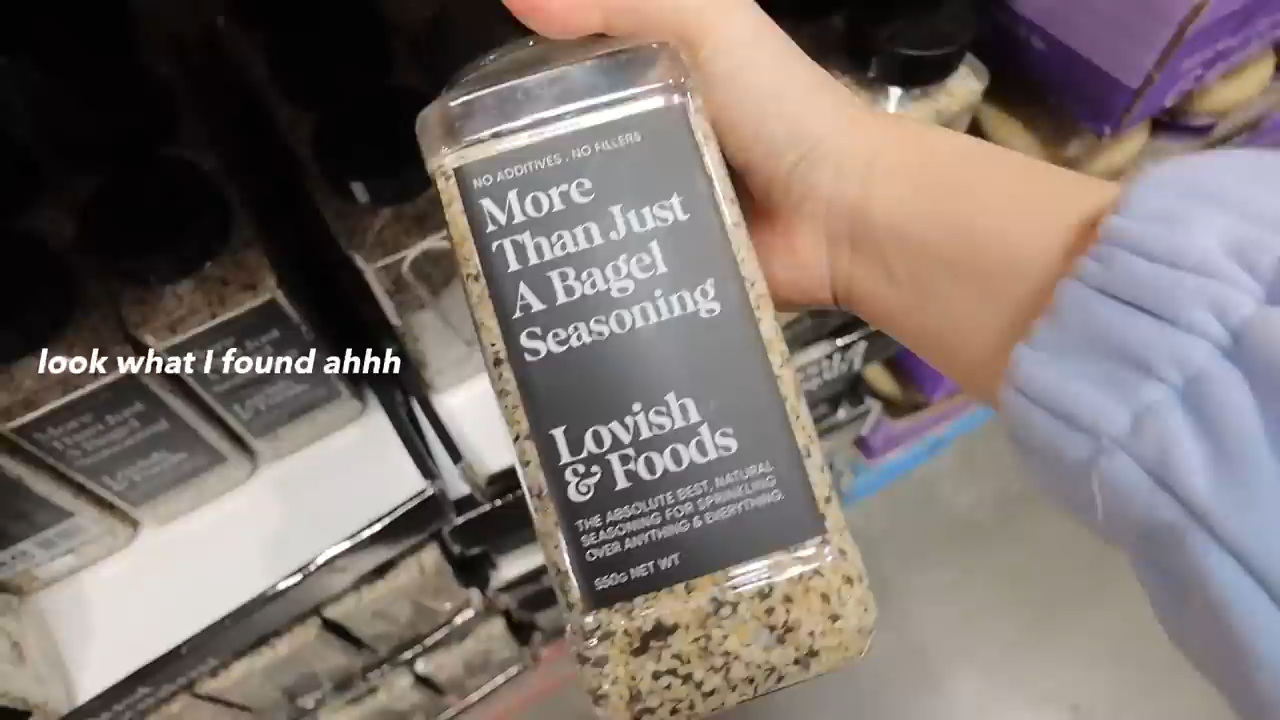 NO ADDITIVES . NO FILLERS
More
Than Just
A Bagel
Seasoning
look what I found ahhh
Lovish
& Foods
THE ABSOLUTE BEST, NATURAL
SEASONING FOR SPRINKLING
OVER ANYTHING & EVERYTHING.
550g NET WT